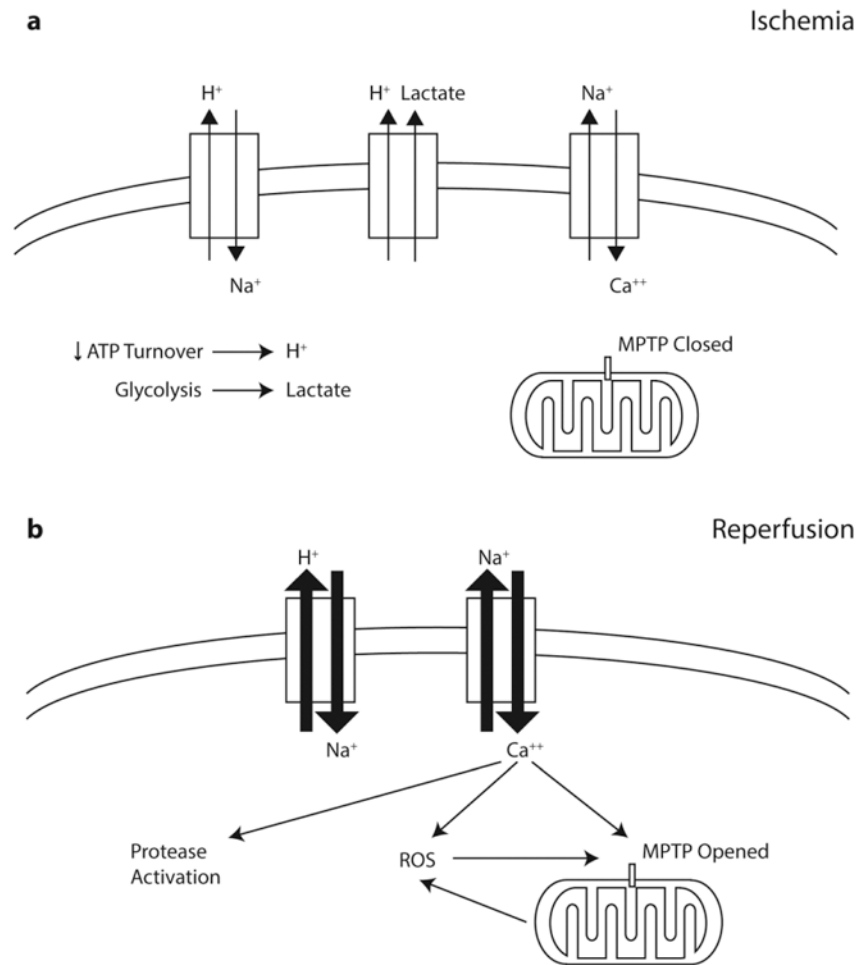 a
Ischemia
H⁺
H⁺ Lactate
Na⁺
Na⁺
Ca⁺⁺
↓ATP Turnover → H⁺
Glycolysis → Lactate
MPTP Closed
b
Reperfusion
H⁺
Na⁺
Na⁺
Ca⁺⁺
Protease
Activation
ROS
MPTP Opened